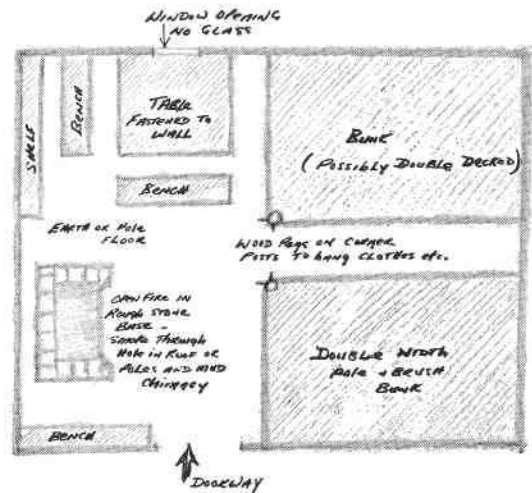 WINDOW OPENING
NO GLASS
SHELF
BENCH
TABLE
FASTENED TO
WALL
BENCH
BUNK
(POSSIBLY DOUBLE DECKED)
EARTH OR POLE
FLOOR
WOOD PEGS ON CORNER
POSTS TO HANG CLOTHES ETC.
OPEN FIRE IN
ROUGH STONE
BASE -
SMOKE THROUGH
HOLE IN ROOF OR
POLES AND MUD
CHIMNEY
DOUBLE WIDTH
POLE + BRUSH
BUNK
BENCH
DOORWAY